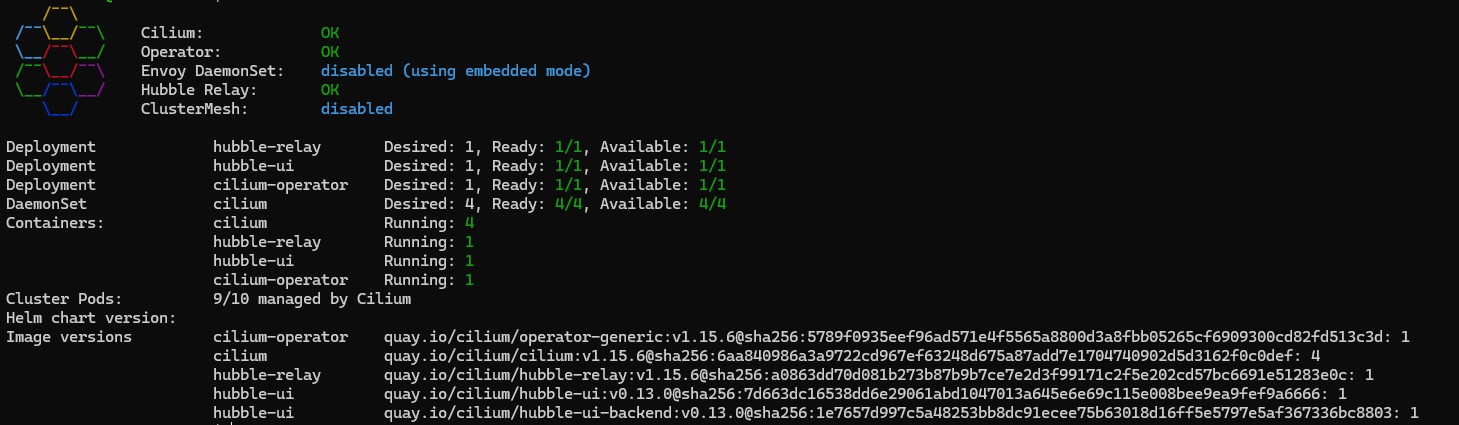 Cilium: OK
Operator: OK
Envoy DaemonSet: disabled (using embedded mode)
Hubble Relay: OK
ClusterMesh: disabled
Deployment hubble-relay Desired: 1, Ready: 1/1, Available: 1/1
Deployment hubble-ui Desired: 1, Ready: 1/1, Available: 1/1
Deployment cilium-operator Desired: 1, Ready: 1/1, Available: 1/1
DaemonSet cilium Desired: 4, Ready: 4/4, Available: 4/4
Containers: cilium Running: 4
hubble-relay Running: 1
hubble-ui Running: 1
cilium-operator Running: 1
Cluster Pods: 9/10 managed by Cilium
Helm chart version:
Image versions cilium-operator quay.io/cilium/operator-generic:v1.15.6@sha256:5789f0935eef96ad571e4f5565a8800d3a8fbb05265cf6909300cd82fd513c3d: 1
cilium quay.io/cilium/cilium:v1.15.6@sha256:6aa840986a3a9722cd967ef63248d675a87add7e1704740902d5d3162f0c0def: 4
hubble-relay quay.io/cilium/hubble-relay:v1.15.6@sha256:a0863dd70d081b273b87b9b7ce7e2d3f99171c2f5e202cd57bc6691e51283e0c: 1
hubble-ui quay.io/cilium/hubble-ui:v0.13.0@sha256:7d663dc16538dd6e29061abd1047013a645e6e69c115e008bee9ea9fef9a6666: 1
hubble-ui quay.io/cilium/hubble-ui-backend:v0.13.0@sha256:1e7657d997c5a48253bb8dc91ecee75b63018d16ff5e5797e5af367336bc8803: 1